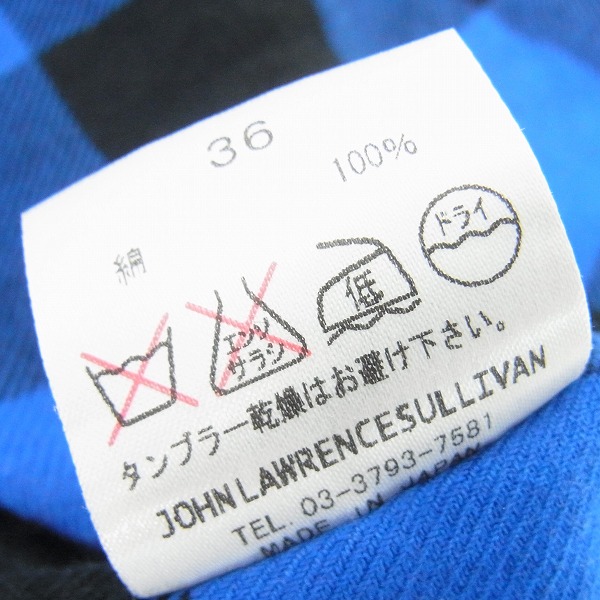 36
綿 100%
エンソ
サラシ
低
ドライ
タンブラー乾燥はお避け下さい。
JOHN LAWRENCE SULLIVAN
TEL. 03-3793-7581
MADE IN JAPAN